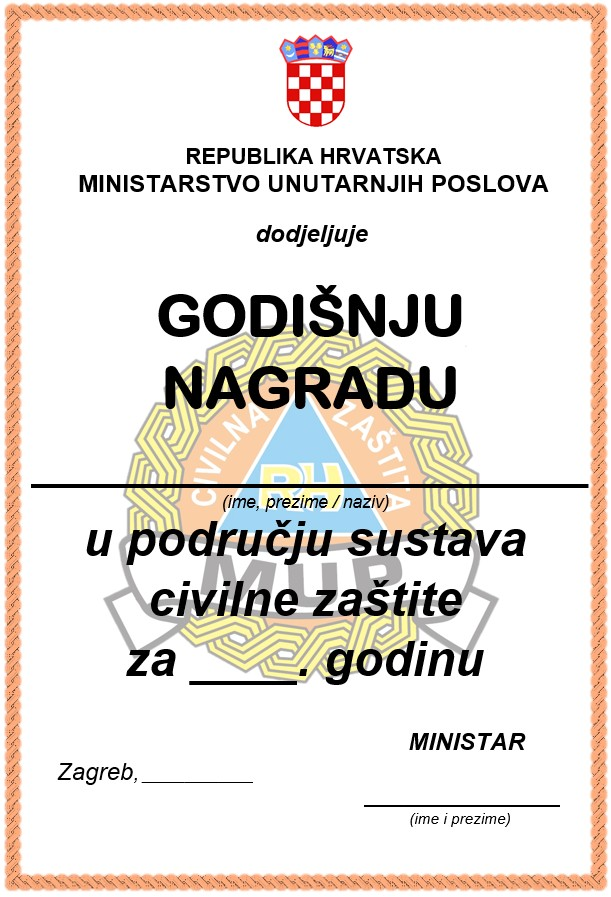 REPUBLIKA HRVATSKA
MINISTARSTVO UNUTARNJIH POSLOVA
dodjeljuje
GODIŠNJU
NAGRADU
CIVILNA ZAŠTITA
RH
(ime, prezime / naziv)
u području sustava
MUP
civilne zaštite
za ____. godinu
MINISTAR
Zagreb, ________
(ime i prezime)